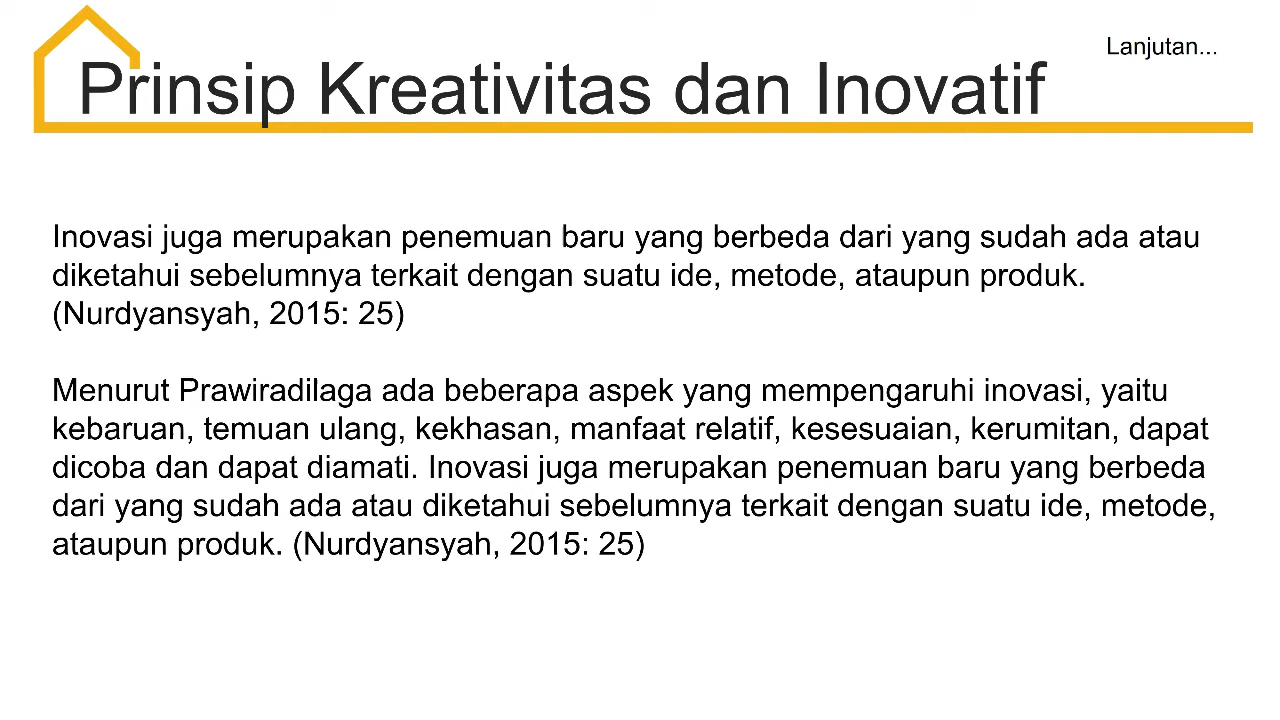 Lanjutan...
Prinsip Kreativitas dan Inovatif
Inovasi juga merupakan penemuan baru yang berbeda dari yang sudah ada atau
diketahui sebelumnya terkait dengan suatu ide, metode, ataupun produk.
(Nurdyansyah, 2015: 25)
Menurut Prawiradilaga ada beberapa aspek yang mempengaruhi inovasi, yaitu
kebaruan, temuan ulang, kekhasan, manfaat relatif, kesesuaian, kerumitan, dapat
dicoba dan dapat diamati. Inovasi juga merupakan penemuan baru yang berbeda
dari yang sudah ada atau diketahui sebelumnya terkait dengan suatu ide, metode,
ataupun produk. (Nurdyansyah, 2015: 25)